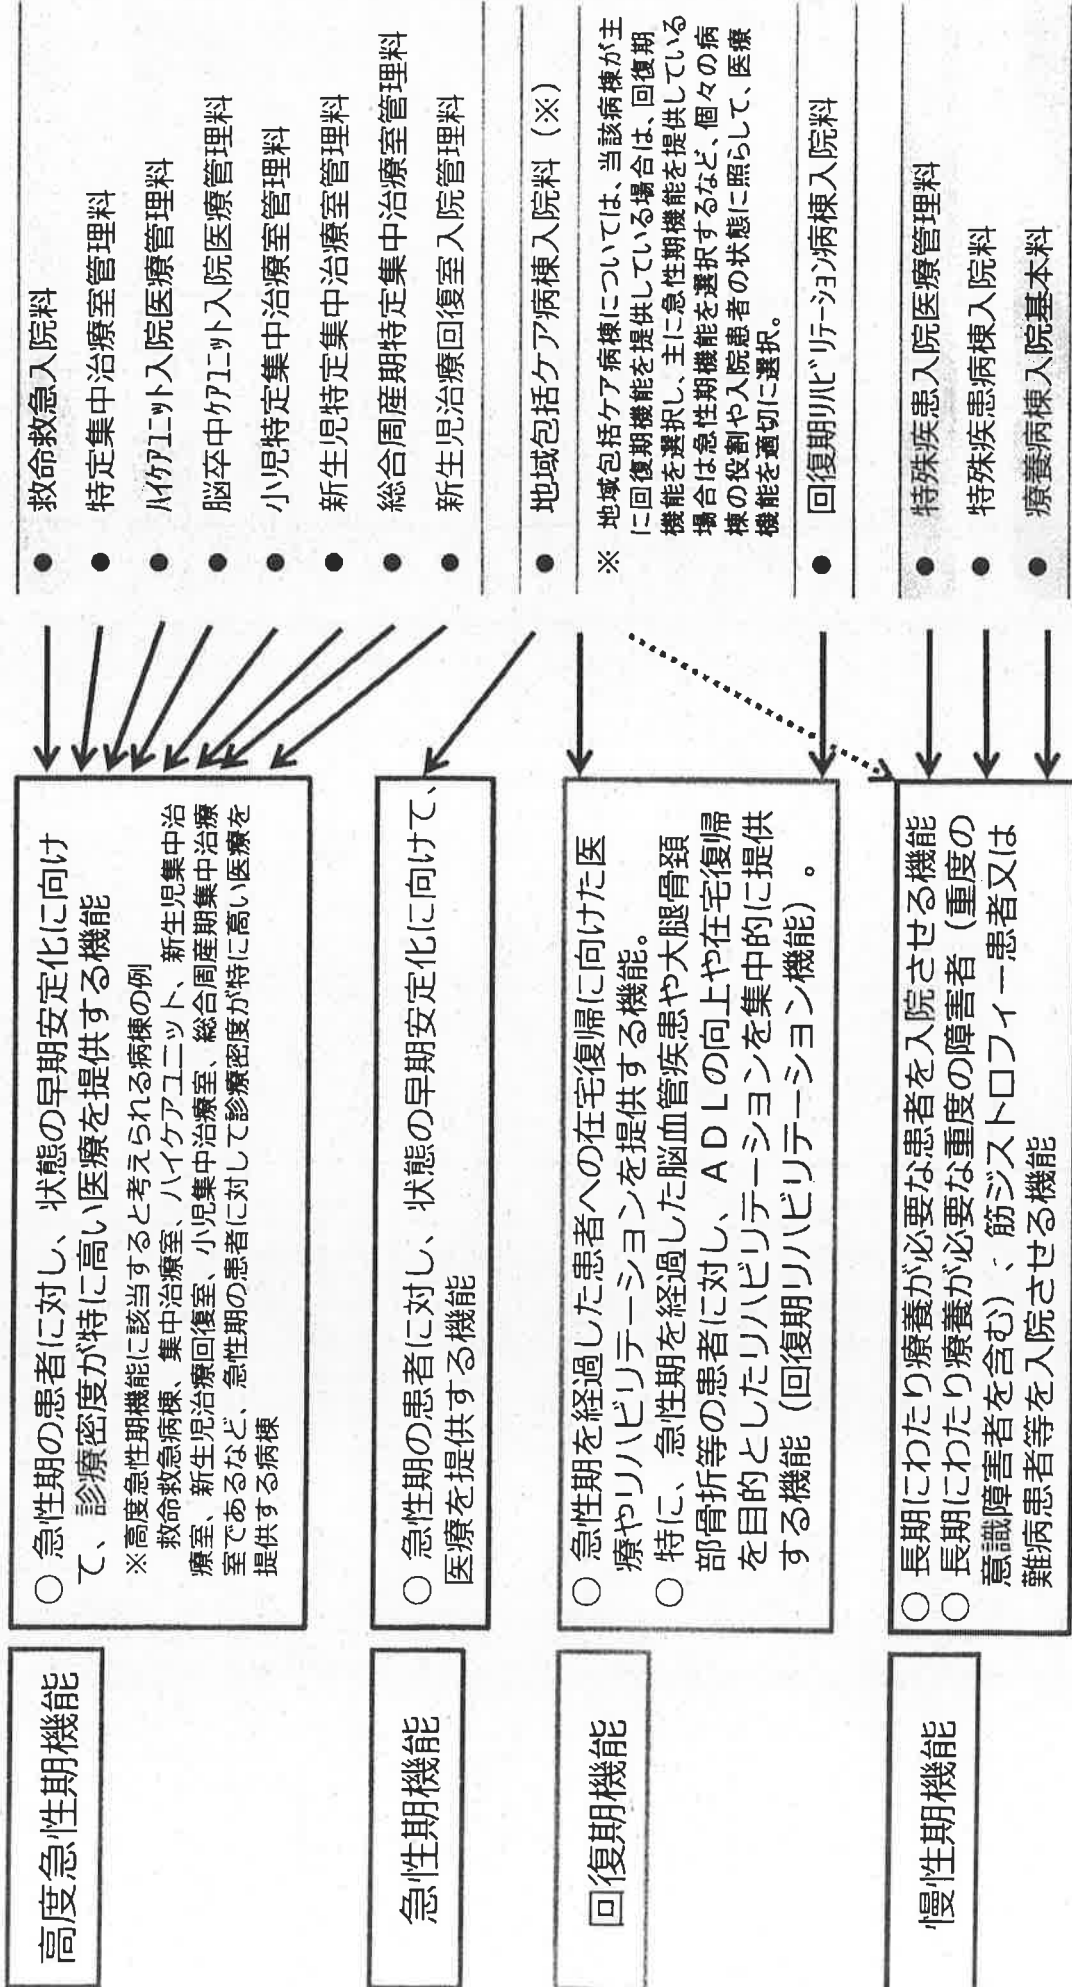 高度急性期機能
○ 急性期の患者に対し、状態の早期安定化に向け
て、診療密度が特に高い医療を提供する機能
※高度急性期機能に該当すると考えられる病棟の例
救命救急病棟、集中治療室、ハイケアユニット、新生児集中治
療室、新生児治療回復室、小児集中治療室、総合周産期集中治療
室であるなど、急性期の患者に対して診療密度が特に高い医療を
提供する病棟
● 救命救急入院料
● 特定集中治療室管理料
● ﾊｲｹｱﾕﾆｯﾄ入院医療管理料
● 脳卒中ｹｱﾕﾆｯﾄ入院医療管理料
● 小児特定集中治療室管理料
● 新生児特定集中治療室管理料
● 総合周産期特定集中治療室管理料
● 新生児治療回復室入院管理料
急性期機能
○ 急性期の患者に対し、状態の早期安定化に向けて、
医療を提供する機能
● 地域包括ケア病棟入院料（※）
※ 地域包括ケア病棟については、当該病棟が主
に回復期機能を提供している場合は、回復期
機能を選択し、主に急性期機能を提供している
場合は急性期機能を選択するなど、個々の病
棟の役割や入院患者の状態に照らして、医療
機能を適切に選択。
回復期機能
○ 急性期を経過した患者への在宅復帰に向けた医
療やリハビリテーションを提供する機能。
○ 特に、急性期を経過した脳血管疾患や大腿骨頚
部骨折等の患者に対し、ＡＤＬの向上や在宅復帰
を目的としたリハビリテーションを集中的に提供
する機能（回復期リハビリテーション機能）。
● 回復期ﾘﾊﾋﾞﾘﾃｰｼｮﾝ病棟入院料
慢性期機能
○ 長期にわたり療養が必要な患者を入院させる機能
○ 長期にわたり療養が必要な重度の障害者（重度の
意識障害者を含む）、筋ジストロフィー患者又は
難病患者等を入院させる機能
● 特殊疾患入院医療管理料
● 特殊疾患病棟入院料
● 療養病棟入院基本料